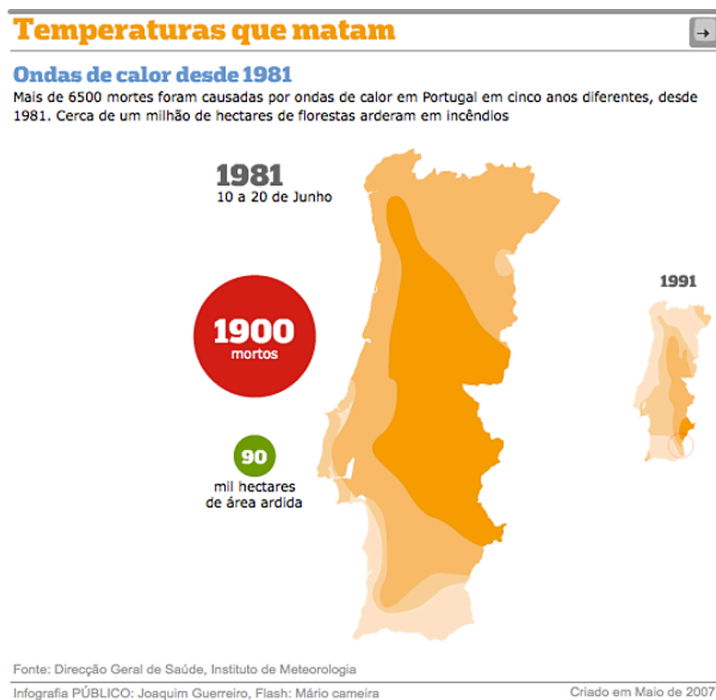 Temperaturas que matam
Ondas de calor desde 1981
Mais de 6500 mortes foram causadas por ondas de calor em Portugal em cinco anos diferentes, desde
1981. Cerca de um milhão de hectares de florestas arderam em incêndios
1981
10 a 20 de Junho
1991
1900
mortos
90
mil hectares
de área ardida
Fonte: Direcção Geral de Saúde, Instituto de Meteorologia
Infografia PÚBLICO: Joaquim Guerreiro, Flash: Mário cameira
Criado em Maio de 2007